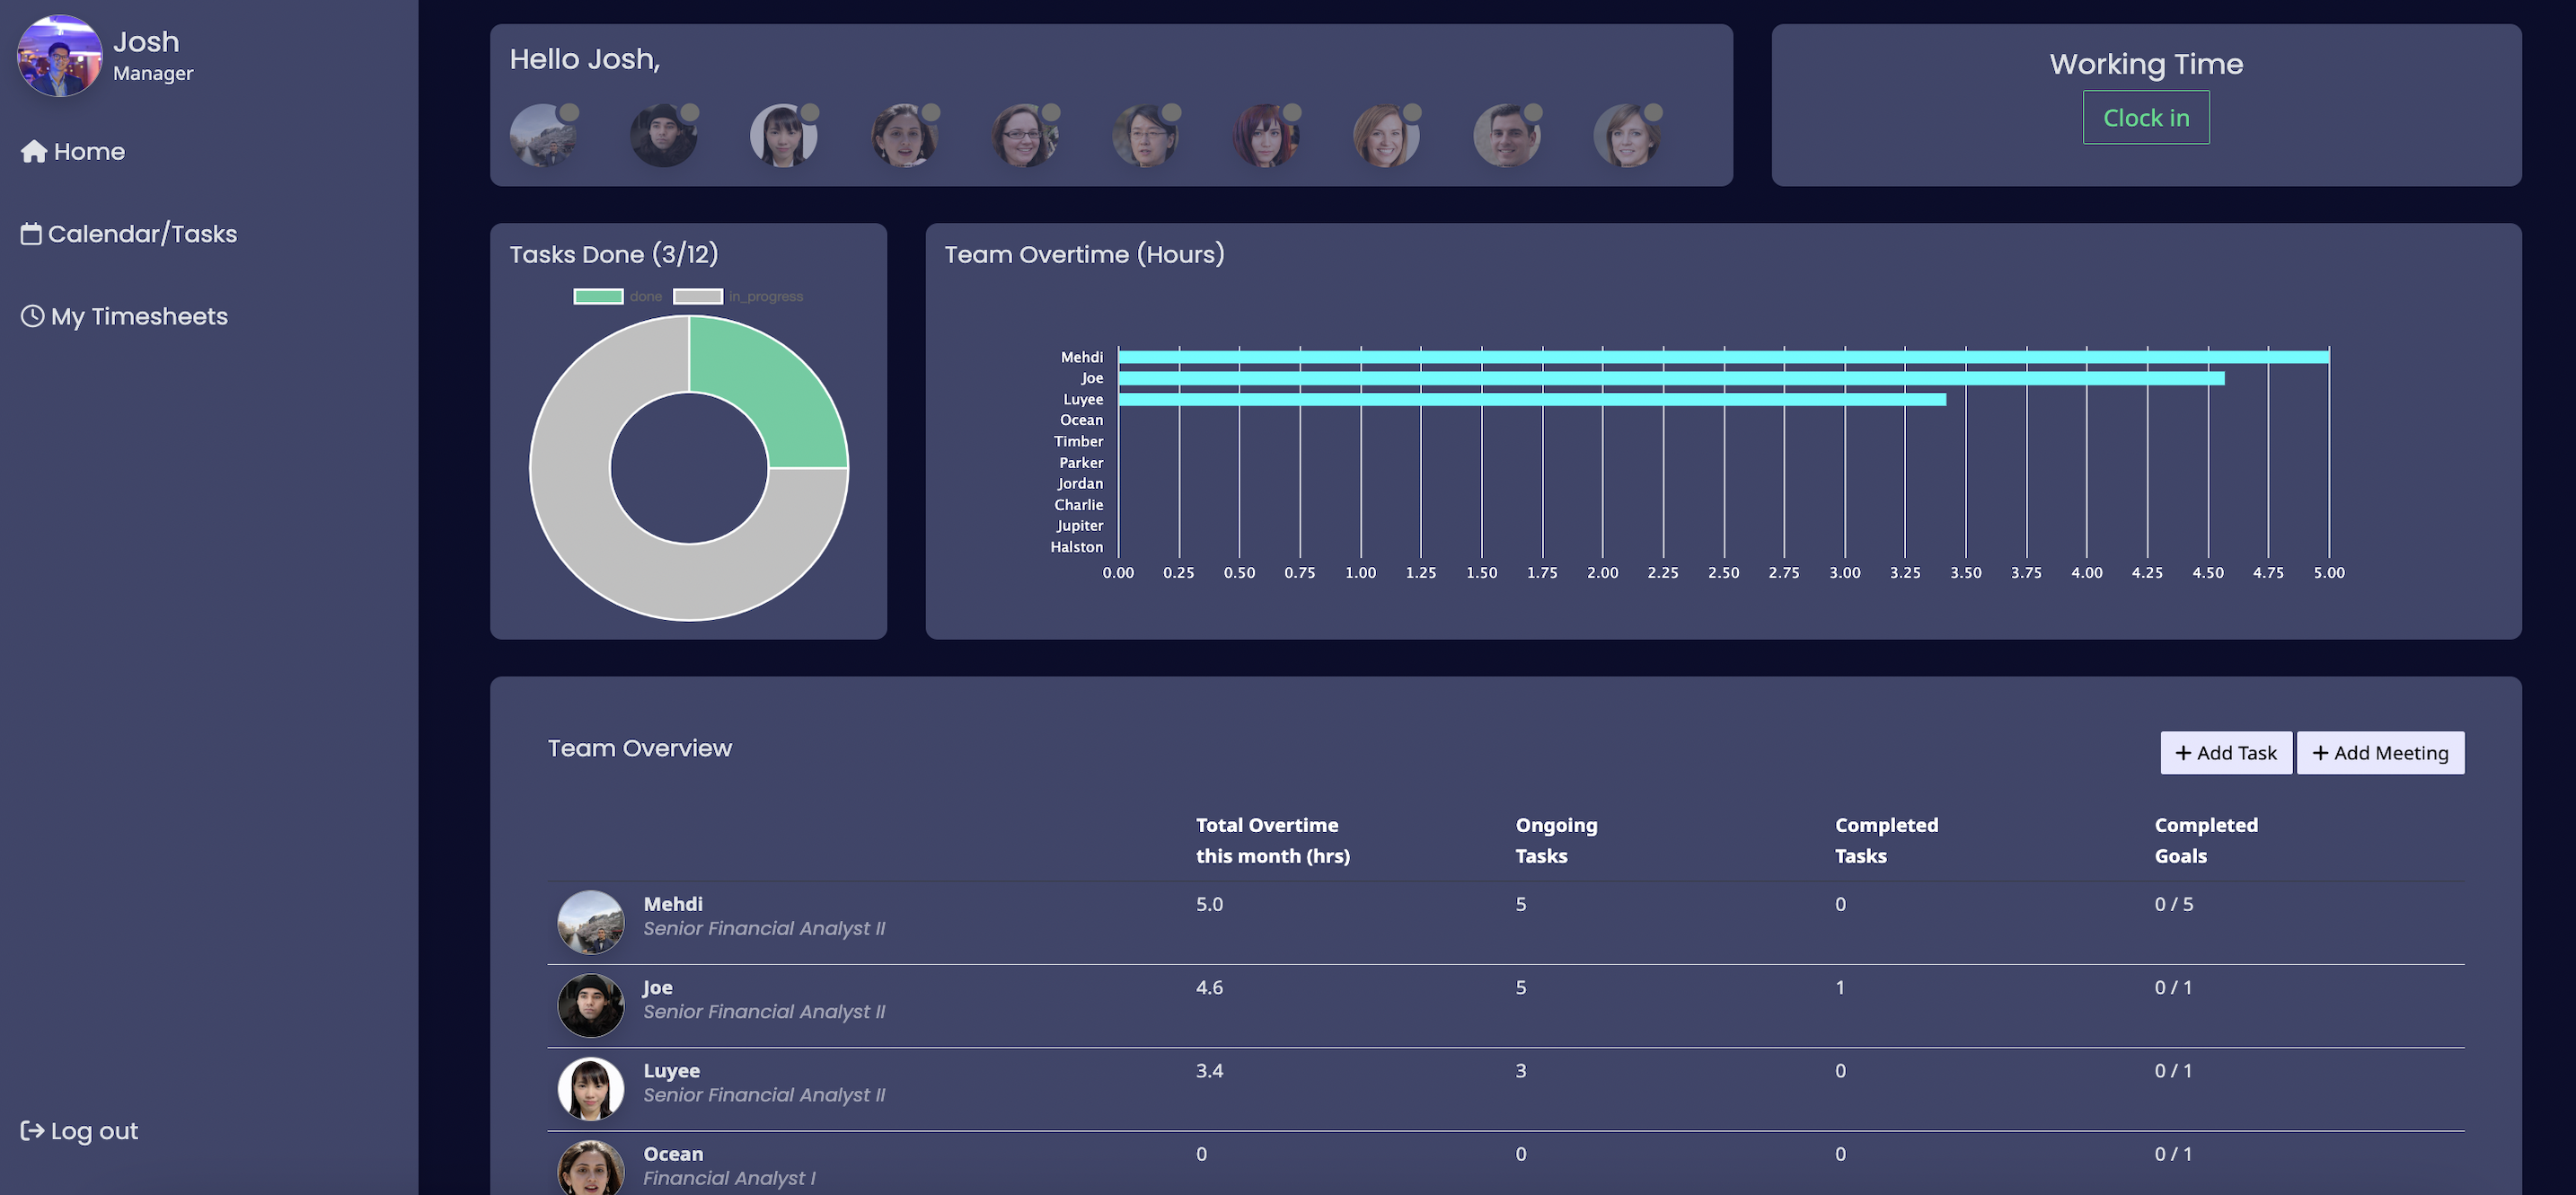 Josh
Manager
Home
Calendar/Tasks
My Timesheets
Log out
Hello Josh,
Working Time
Clock in
Tasks Done (3/12)
done in_progress
Team Overtime (Hours)
Mehdi
Joe
Luyee
Ocean
Timber
Parker
Jordan
Charlie
Jupiter
Halston
0.00 0.25 0.50 0.75 1.00 1.25 1.50 1.75 2.00 2.25 2.50 2.75 3.00 3.25 3.50 3.75 4.00 4.25 4.50 4.75 5.00
Team Overview
+ Add Task + Add Meeting
Total Overtime Ongoing Completed Completed
this month (hrs) Tasks Tasks Goals
Mehdi 5.0 5 0 0 / 5
Senior Financial Analyst II
Joe 4.6 5 1 0 / 1
Senior Financial Analyst II
Luyee 3.4 3 0 0 / 1
Senior Financial Analyst II
Ocean 0 0 0 0 / 1
Financial Analyst I